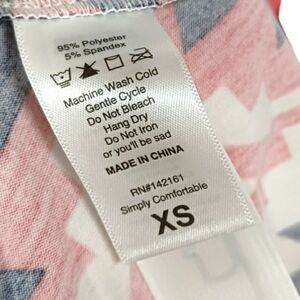 95% Polyester
5% Spandex
Machine Wash Cold
Gentle Cycle
Do Not Bleach
Hang Dry
Do Not Iron
or you'll be sad
MADE IN CHINA
RN#142161
Simply Comfortable
XS